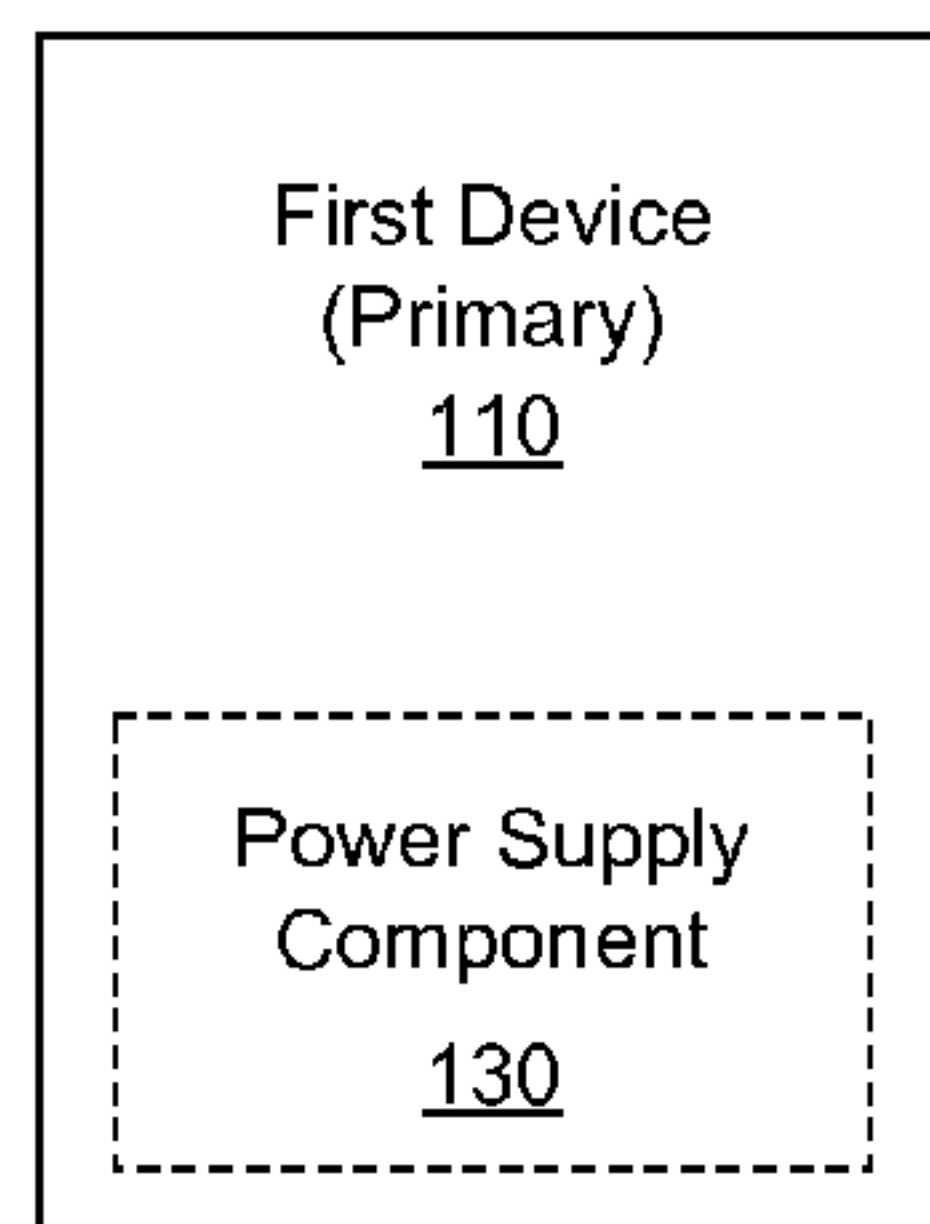 First Device
(Primary)
110
Power Supply
Component
130